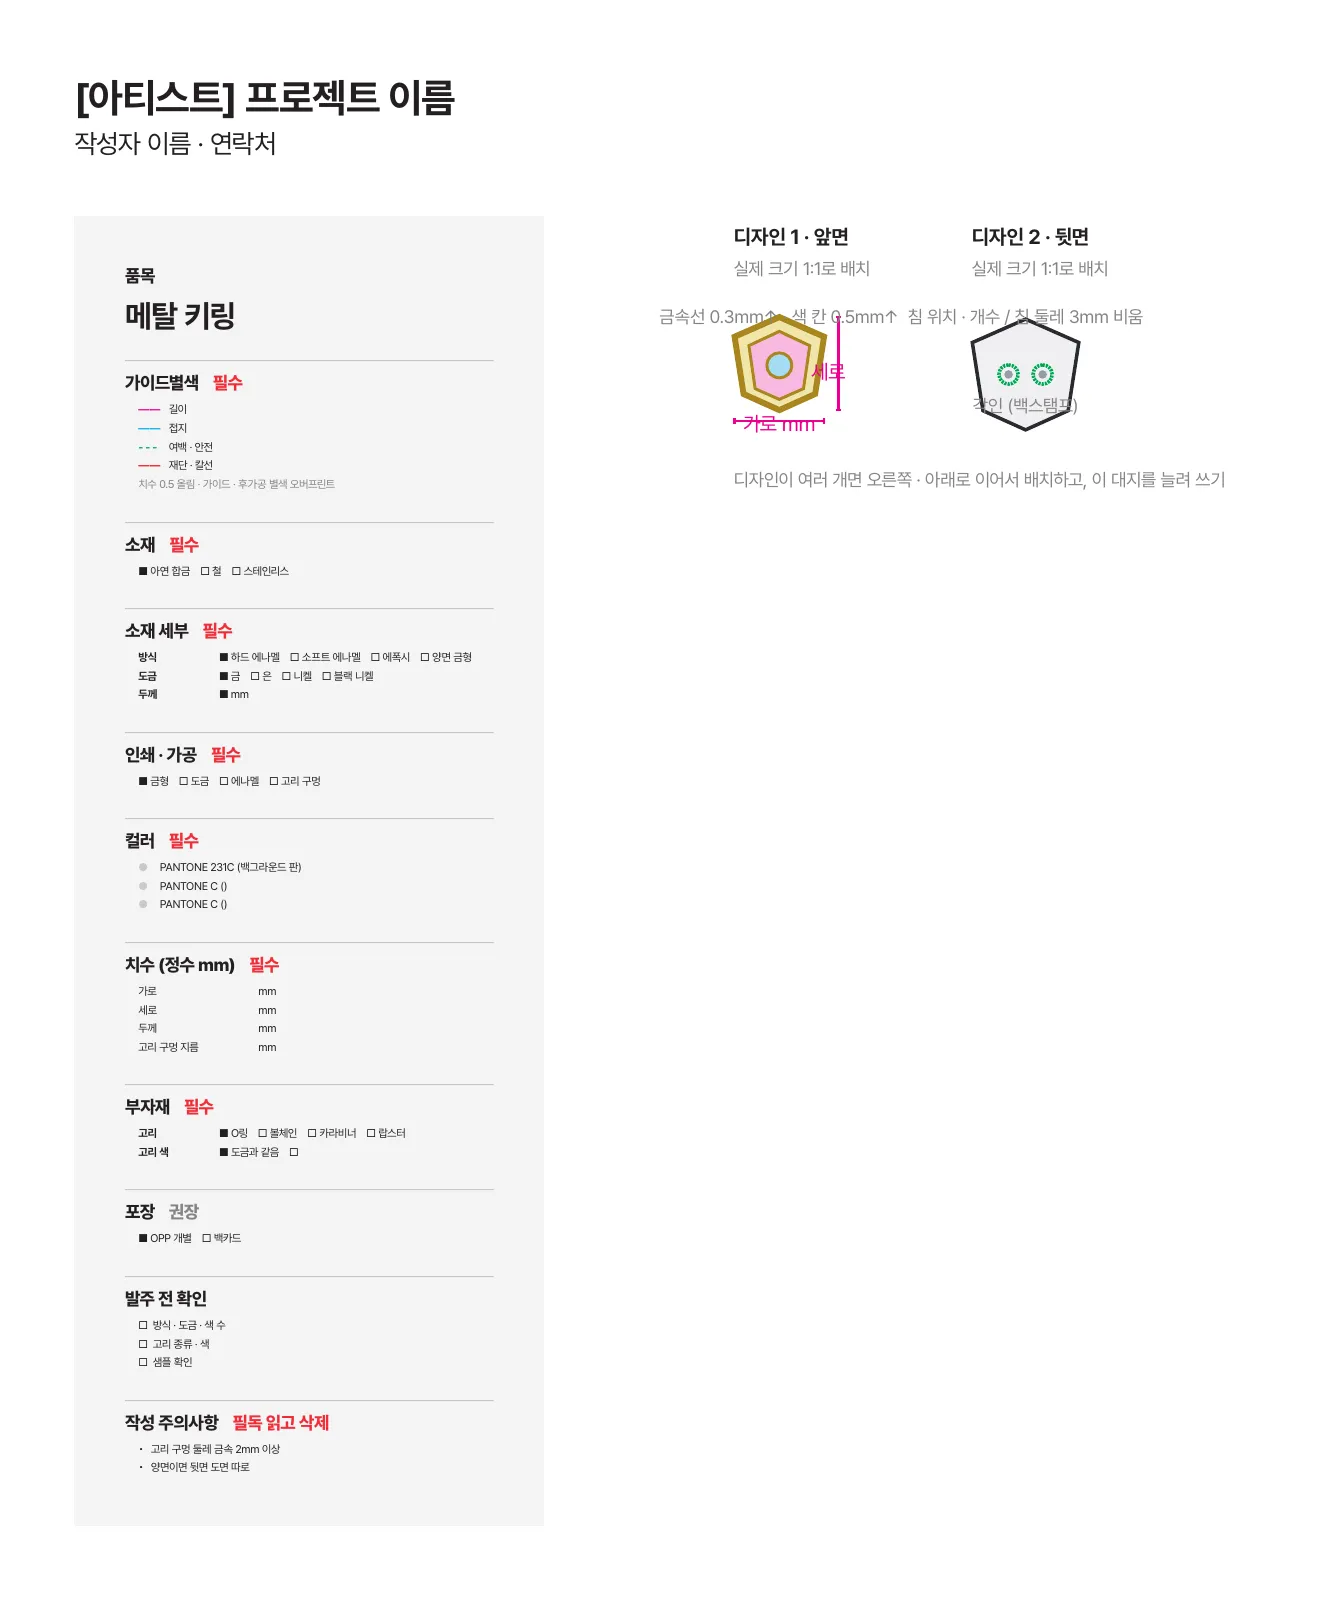 [아티스트] 프로젝트 이름
작성자 이름 · 연락처
품목
메탈 키링
가이드별색 필수
길이
접지
여백 · 안전
재단 · 칼선
치수 0.5 올림 · 가이드 · 후가공 별색 오버프린트
소재 필수
■ 아연 합금 □ 철 □ 스테인리스
소재 세부 필수
방식 ■ 하드 에나멜 □ 소프트 에나멜 □ 에폭시 □ 양면 금형
도금 ■ 금 □ 은 □ 니켈 □ 블랙 니켈
두께 ■ mm
인쇄 · 가공 필수
■ 금형 □ 도금 □ 에나멜 □ 고리 구멍
컬러 필수
PANTONE 231C (백그라운드 판)
PANTONE C ()
PANTONE C ()
치수 (정수 mm) 필수
가로 mm
세로 mm
두께 mm
고리 구멍 지름 mm
부자재 필수
고리 ■ O링 □ 볼체인 □ 카라비너 □ 랍스터
고리 색 ■ 도금과 같음 □
포장 권장
■ OPP 개별 □ 백카드
발주 전 확인
□ 방식 · 도금 · 색 수
□ 고리 종류 · 색
□ 샘플 확인
작성 주의사항 필독 읽고 삭제
• 고리 구멍 둘레 금속 2mm 이상
• 양면이면 뒷면 도면 따로
디자인 1 · 앞면
실제 크기 1:1로 배치
금속선 0.3mm↑ · 색 칸 0.5mm↑
세로
가로 mm
디자인 2 · 뒷면
실제 크기 1:1로 배치
침 위치 · 개수 / 침 둘레 3mm 비움
각인 (백스탬프)
디자인이 여러 개면 오른쪽 · 아래로 이어서 배치하고, 이 대지를 늘려 쓰기